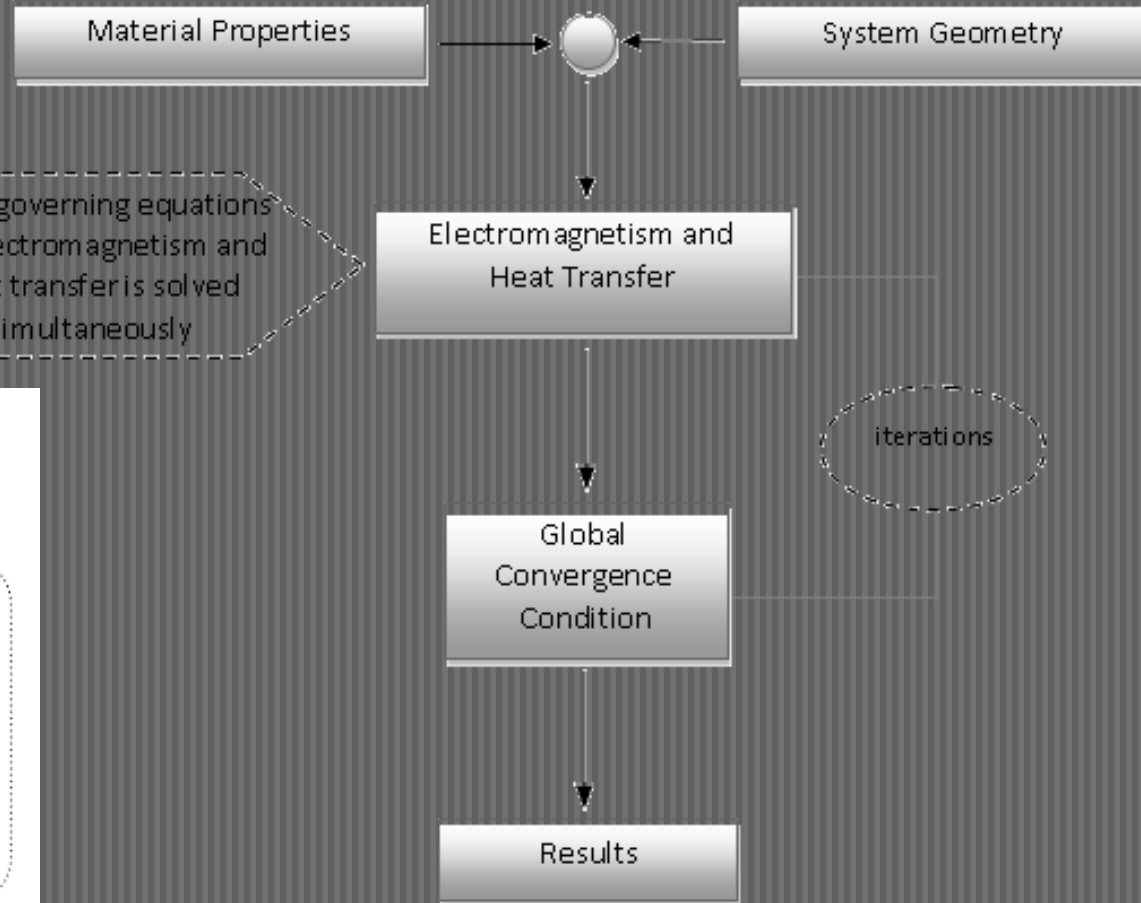 Material Properties
System Geometry
governing equations
ectromagnetism and
transfer is solved
imultaneously
Electromagnetism and
Heat Transfer
iterations
Global
Convergence
Condition
Results